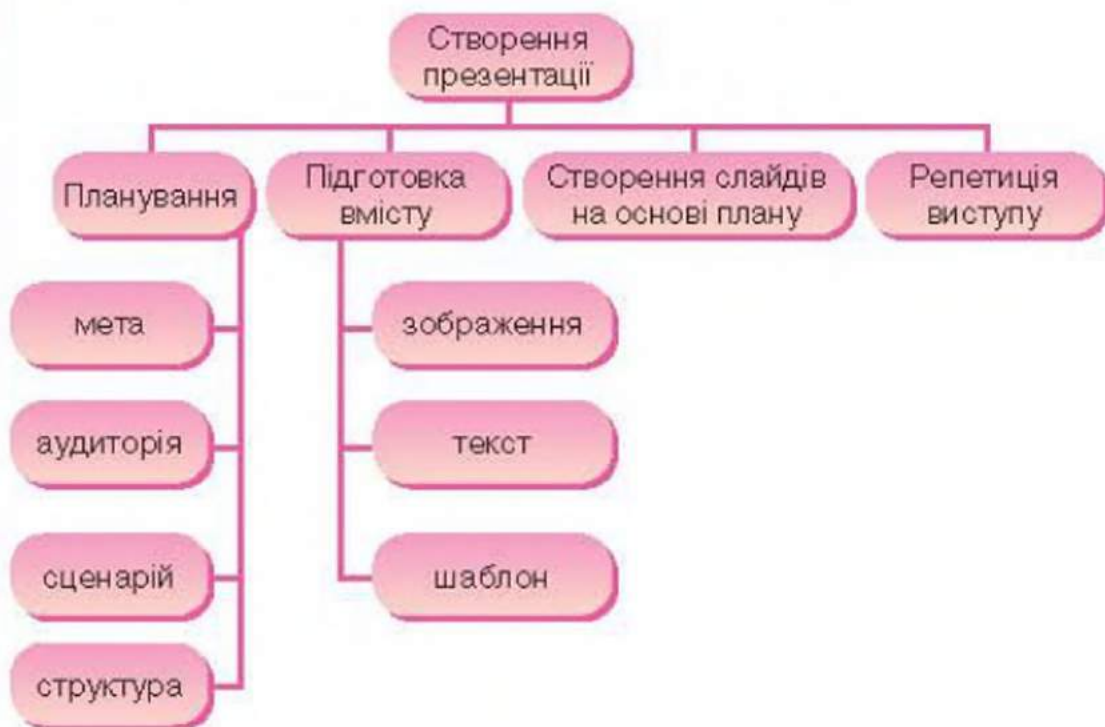 Створення
презентації
Планування
Підготовка
вмісту
Створення слайдів
на основі плану
Репетиція
виступу
мета
аудиторія
сценарій
структура
зображення
текст
шаблон